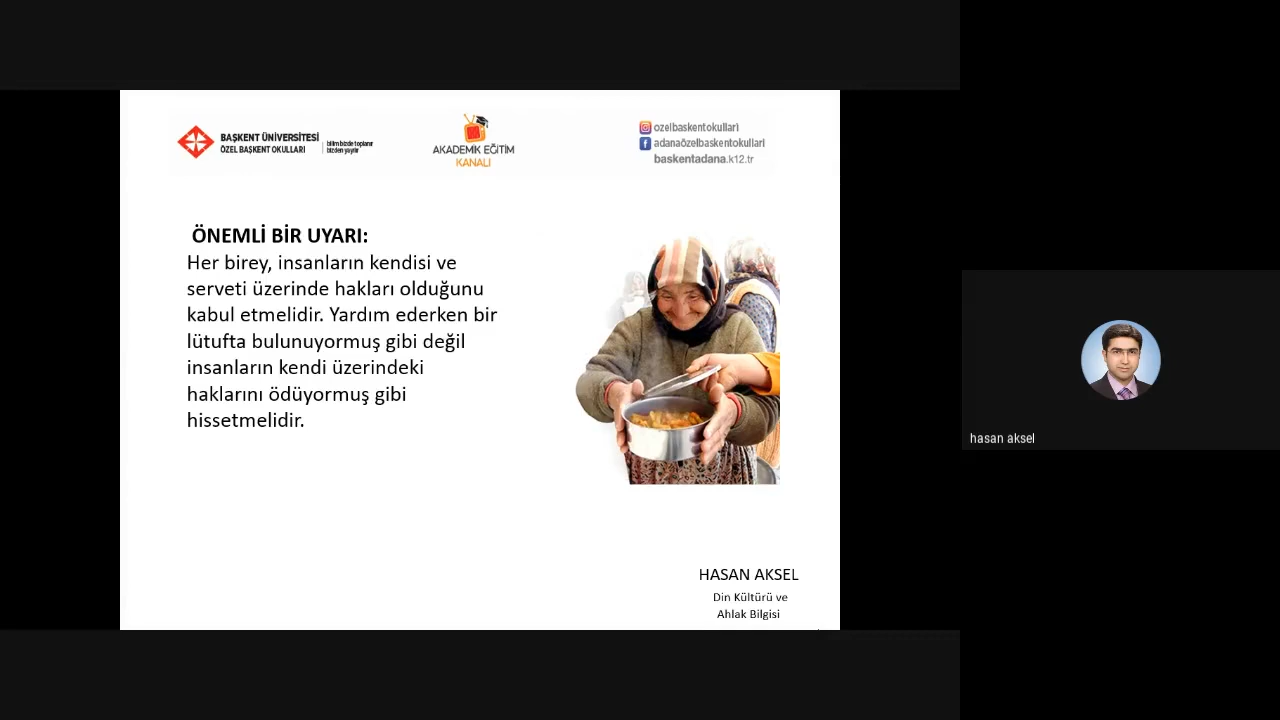 BAŞKENT ÜNİVERSİTESİ
ÖZEL BAŞKENT OKULLARI
bilim bizde toplanır
bizden yayılır
AKADEMİK EĞİTİM
KANALI
ozelbaskentokullari
adanaözelbaskentokullari
baskentadana.k12.tr
ÖNEMLİ BİR UYARI:
Her birey, insanların kendisi ve
serveti üzerinde hakları olduğunu
kabul etmelidir. Yardım ederken bir
lütufta bulunuyormuş gibi değil
insanların kendi üzerindeki
haklarını ödüyormuş gibi
hissetmelidir.
HASAN AKSEL
Din Kültürü ve
Ahlak Bilgisi
hasan aksel